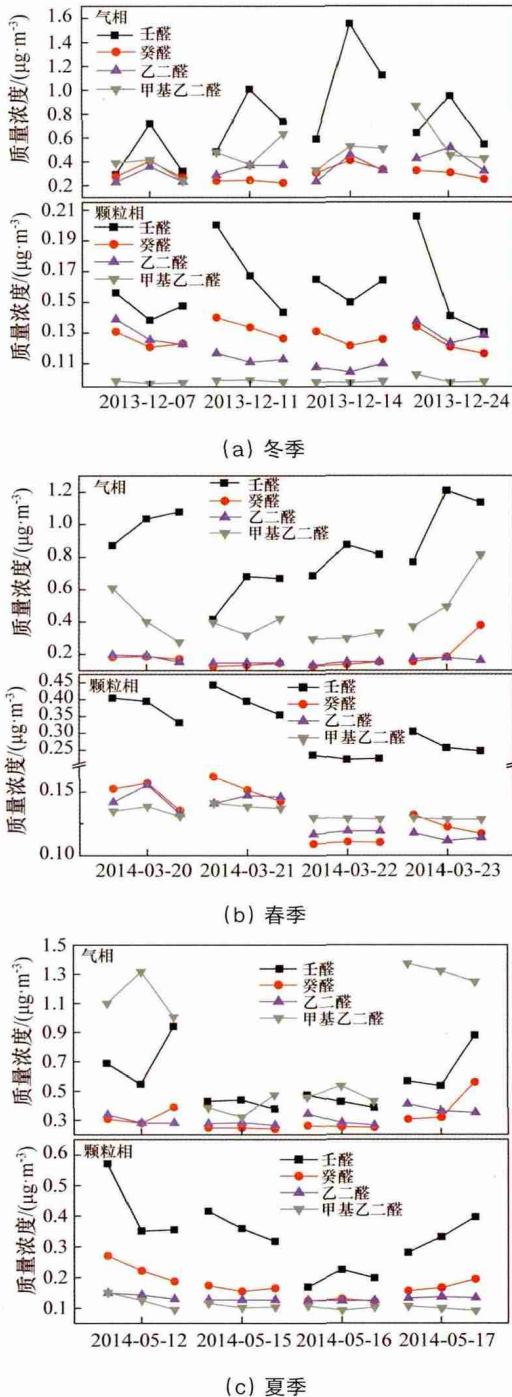 气相
壬醛
癸醛
乙二醛
甲基乙二醛
1.6
1.4
1.2
1.0
0.8
0.6
0.4
0.2
质量浓度/(μg·m⁻³)
颗粒相
壬醛
癸醛
乙二醛
甲基乙二醛
0.21
0.19
0.17
0.15
0.13
0.11
质量浓度/(μg·m⁻³)
2013-12-07 2013-12-11 2013-12-14 2013-12-24
(a) 冬季
气相
壬醛
癸醛
乙二醛
甲基乙二醛
1.2
1.0
0.8
0.6
0.4
0.2
质量浓度/(μg·m⁻³)
颗粒相
壬醛
癸醛
乙二醛
甲基乙二醛
0.45
0.40
0.35
0.30
0.25
0.15
0.10
质量浓度/(μg·m⁻³)
2014-03-20 2014-03-21 2014-03-22 2014-03-23
(b) 春季
气相
壬醛
癸醛
乙二醛
甲基乙二醛
1.5
1.3
1.1
0.9
0.7
0.5
0.3
质量浓度/(μg·m⁻³)
颗粒相
壬醛
癸醛
乙二醛
甲基乙二醛
0.6
0.5
0.4
0.3
0.2
0.1
质量浓度/(μg·m⁻³)
2014-05-12 2014-05-15 2014-05-16 2014-05-17
(c) 夏季